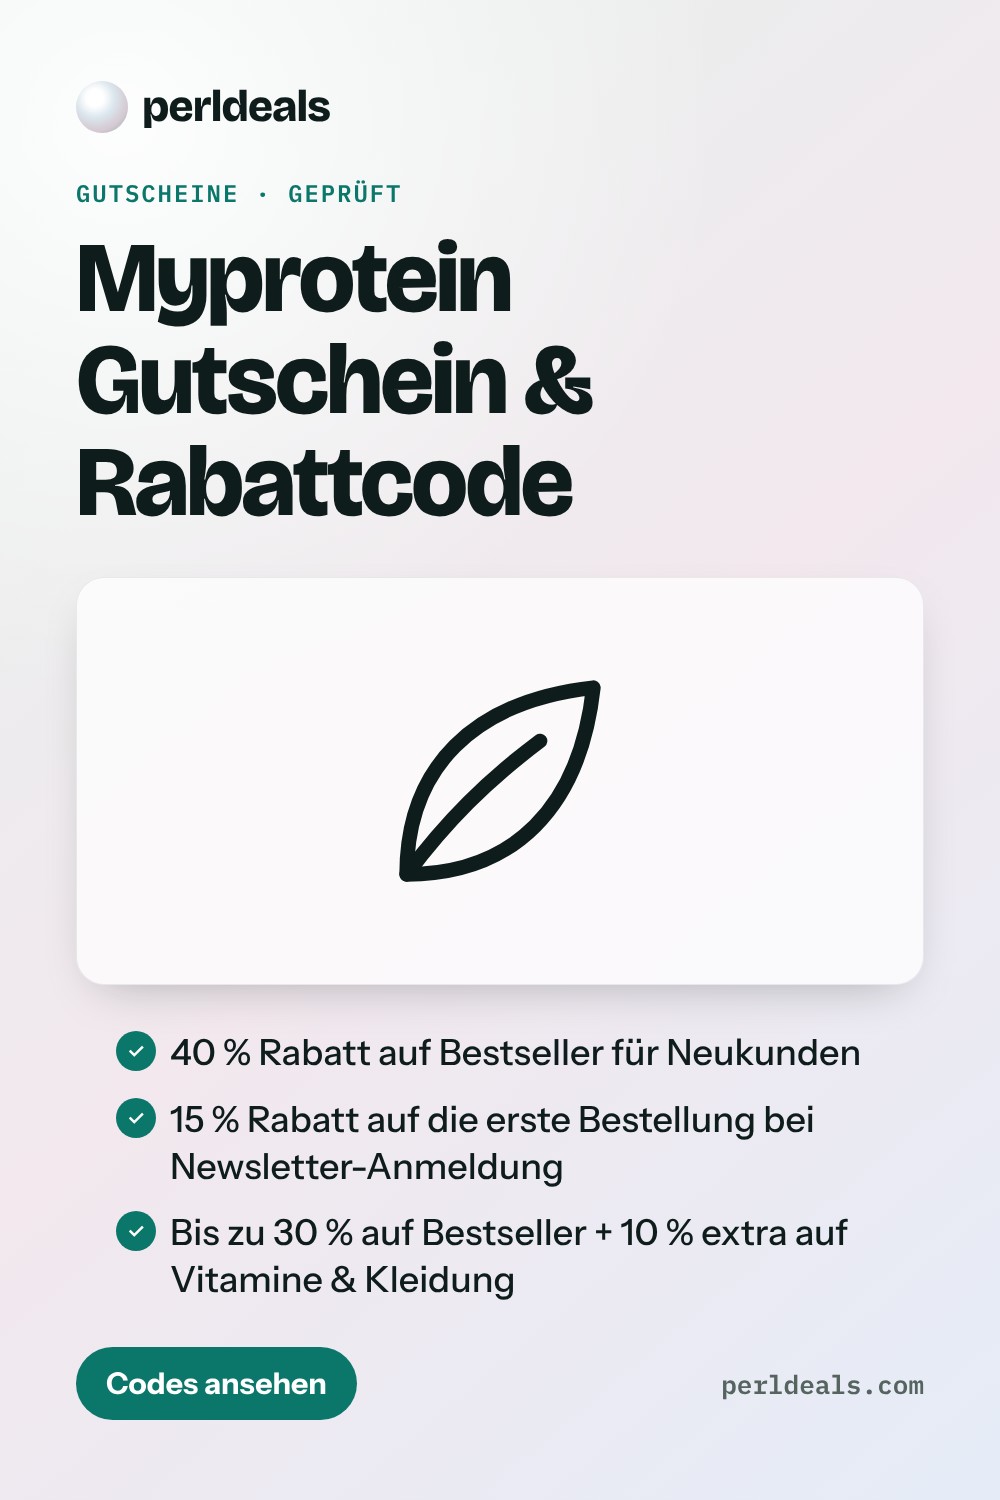 perldeals
GUTSCHEINE · GEPRÜFT
Myprotein
Gutschein &
Rabattcode
40 % Rabatt auf Bestseller für Neukunden
15 % Rabatt auf die erste Bestellung bei
Newsletter-Anmeldung
Bis zu 30 % auf Bestseller + 10 % extra auf
Vitamine & Kleidung
Codes ansehen
perldeals.com